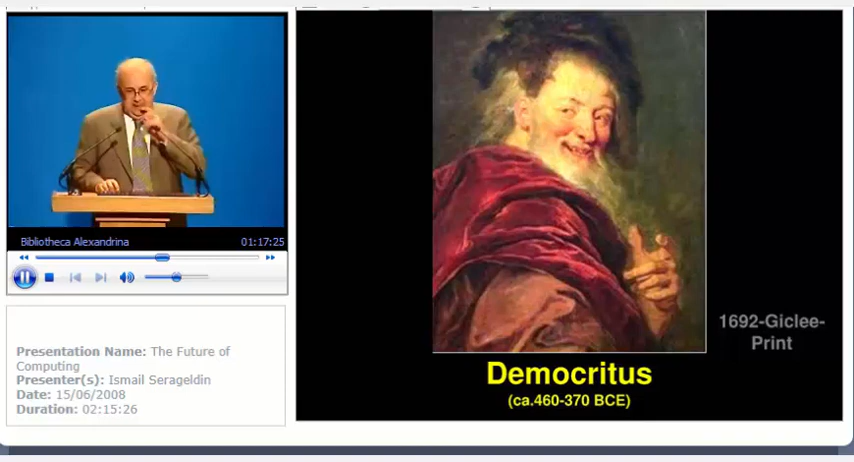 Bibliotheca Alexandrina
01:17:25
Presentation Name: The Future of
Computing
Presenter(s): Ismail Serageldin
Date: 15/06/2008
Duration: 02:15:26
1692-Giclee-
Print
Democritus
(ca.460-370 BCE)